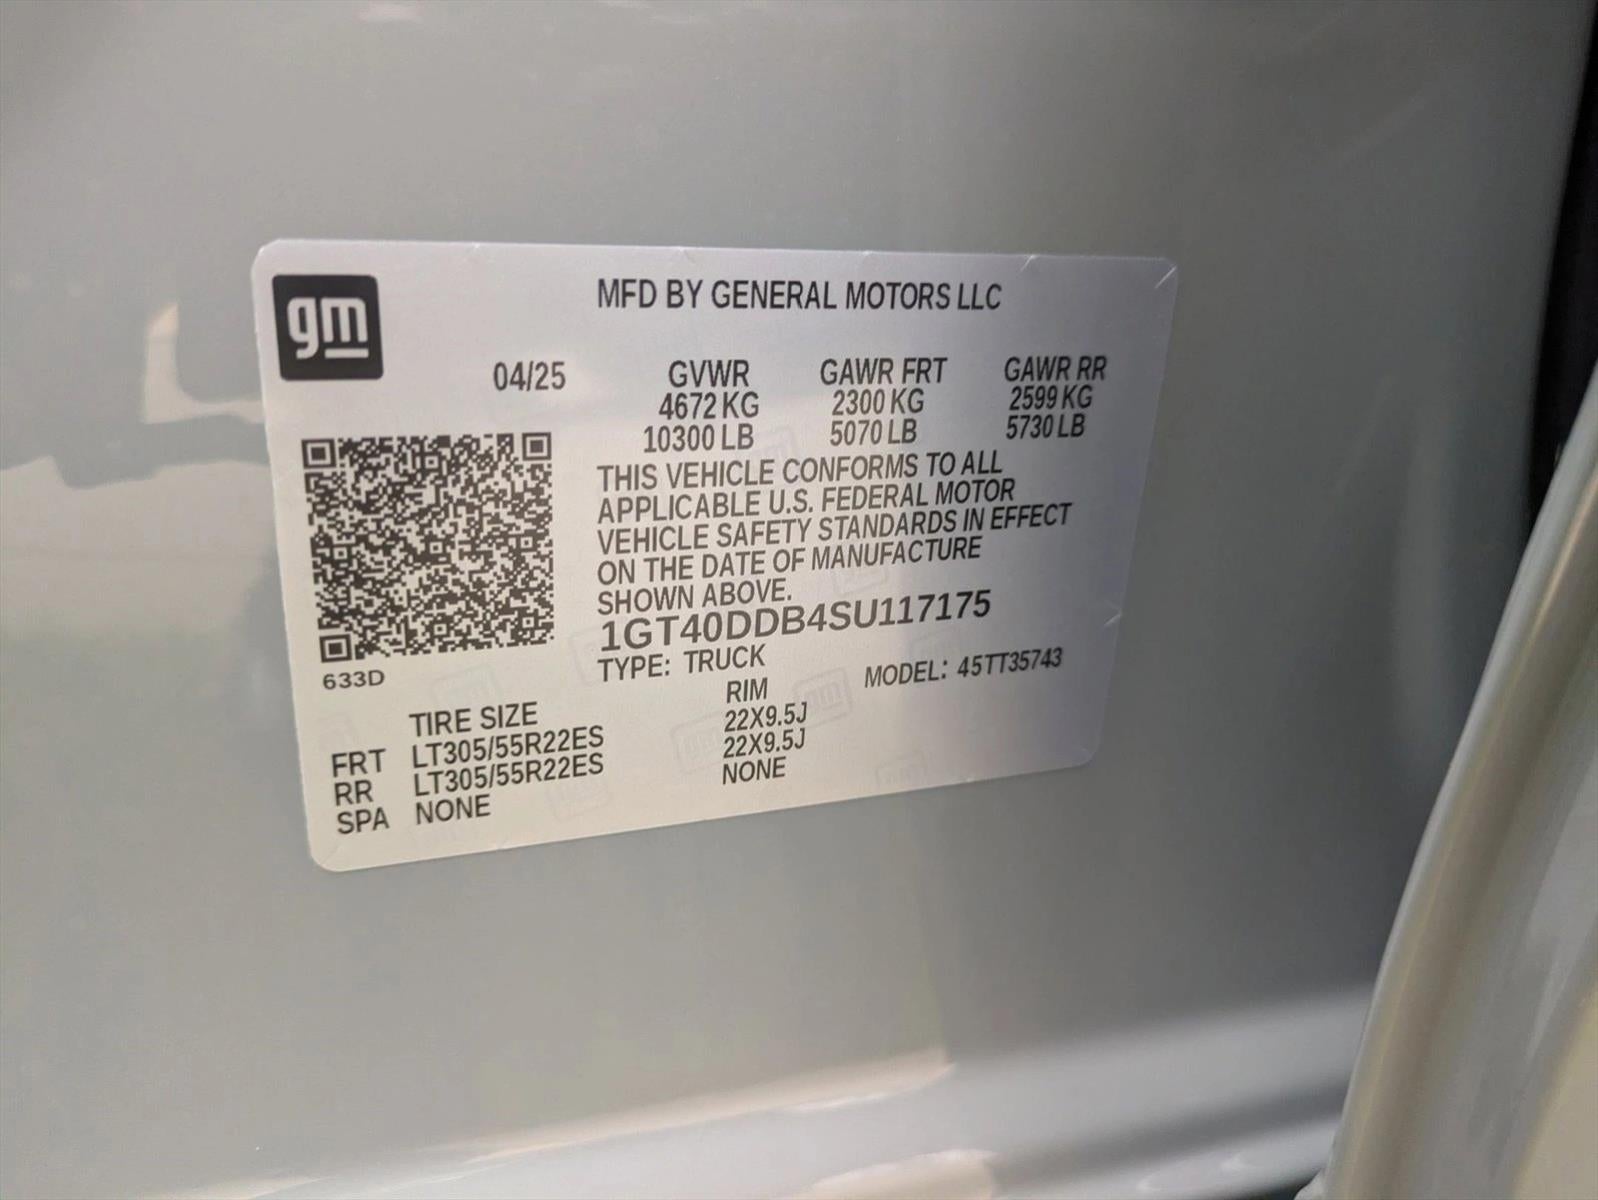 gm
MFD BY GENERAL MOTORS LLC
04/25 GVWR GAWR FRT GAWR RR
4672 KG 2300 KG 2599 KG
10300 LB 5070 LB 5730 LB
THIS VEHICLE CONFORMS TO ALL
APPLICABLE U.S. FEDERAL MOTOR
VEHICLE SAFETY STANDARDS IN EFFECT
ON THE DATE OF MANUFACTURE
SHOWN ABOVE.
1GT40DDB4SU117175
TYPE: TRUCK MODEL: 45TT35743
633D
TIRE SIZE RIM
FRT LT305/55R22ES 22X9.5J
RR LT305/55R22ES 22X9.5J
SPA NONE NONE